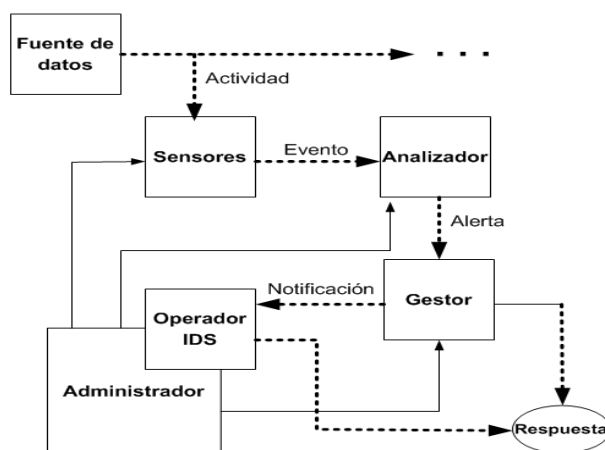 Fuente de
datos
Actividad
Sensores
Evento
Analizador
Alerta
Notificación
Gestor
Operador
IDS
Administrador
Respuesta